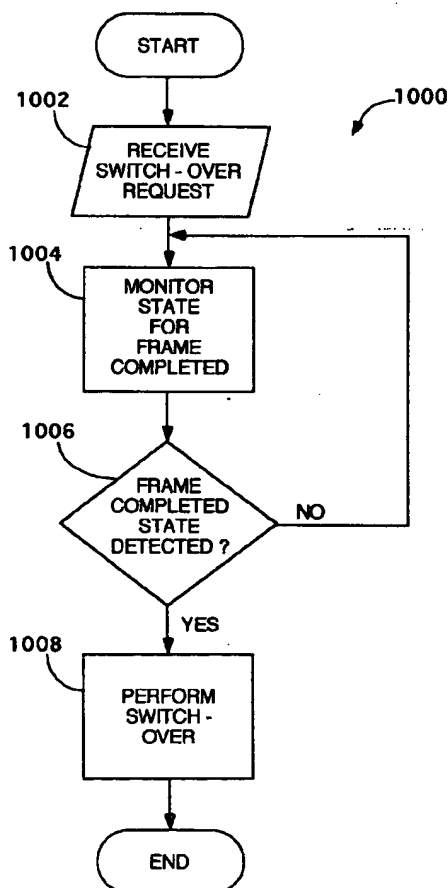 START
1002
1000
RECEIVE
SWITCH - OVER
REQUEST
1004
MONITOR
STATE
FOR
FRAME
COMPLETED
1006
FRAME
COMPLETED
STATE
DETECTED ?
NO
YES
1008
PERFORM
SWITCH -
OVER
END